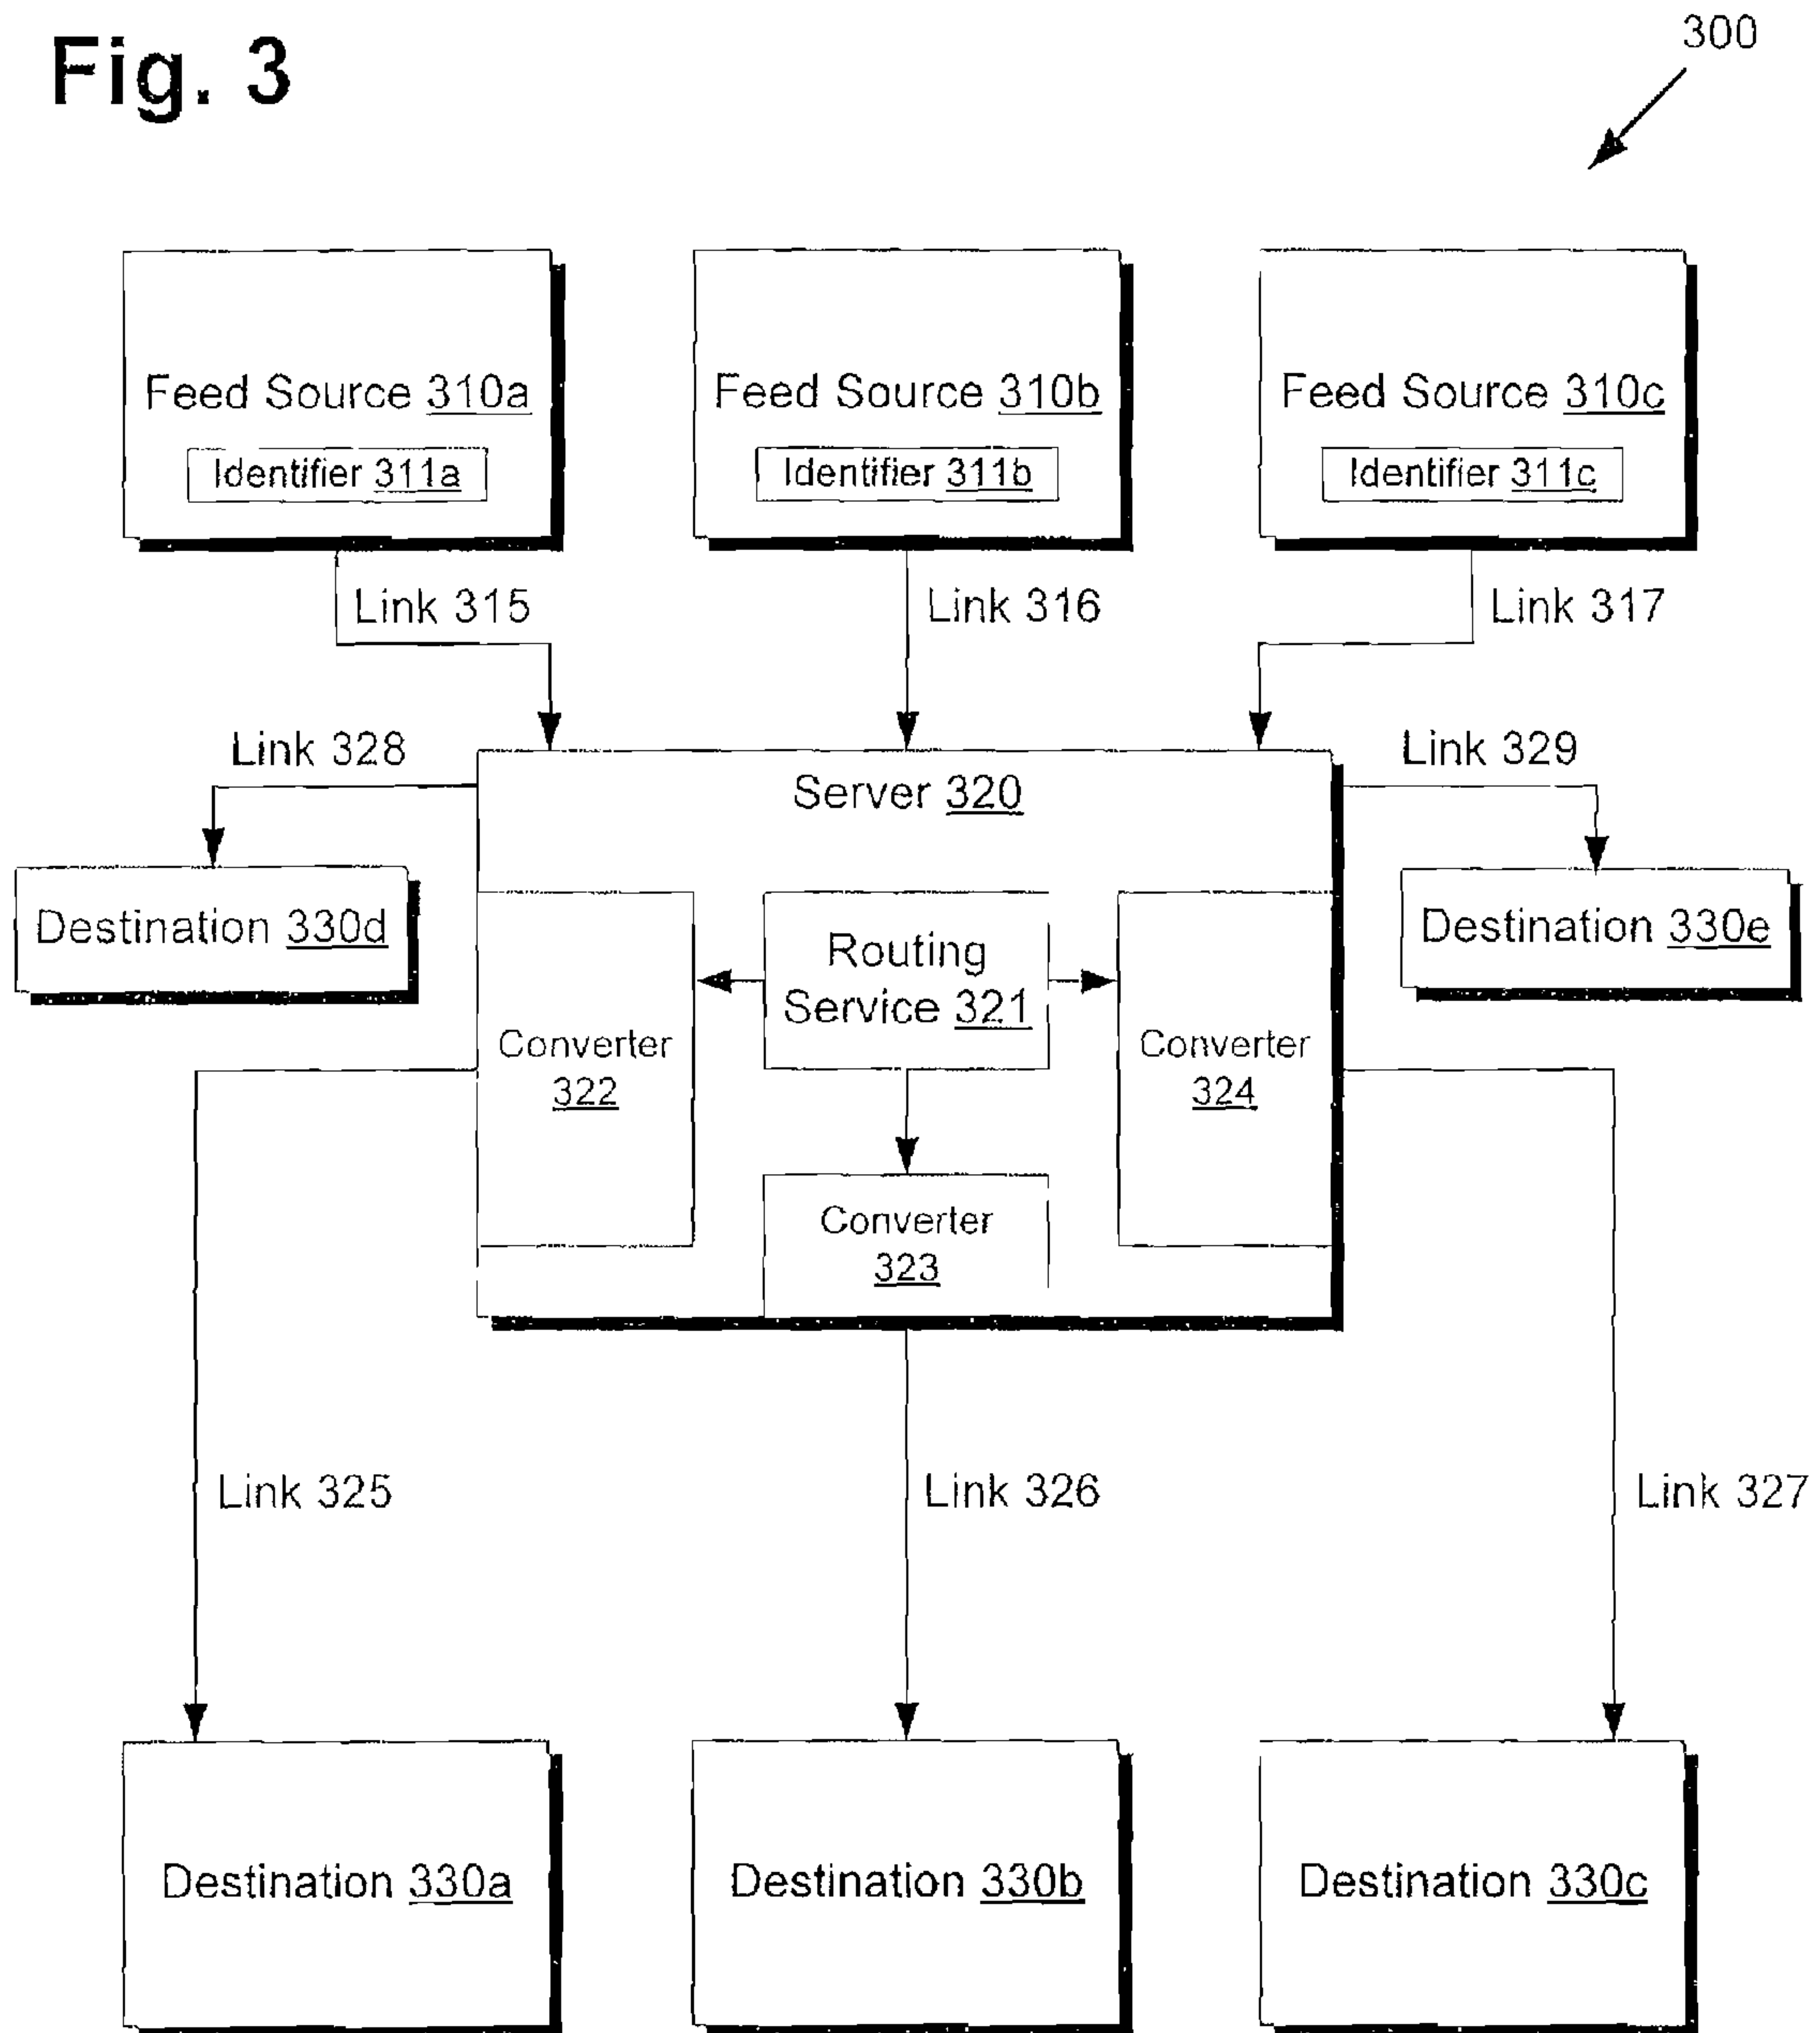 Fig. 3
300
Feed Source 310a
Identifier 311a
Feed Source 310b
Identifier 311b
Feed Source 310c
Identifier 311c
Link 315
Link 316
Link 317
Link 328
Link 329
Server 320
Destination 330d
Routing
Service 321
Destination 330e
Converter
322
Converter
324
Converter
323
Link 325
Link 326
Link 327
Destination 330a
Destination 330b
Destination 330c